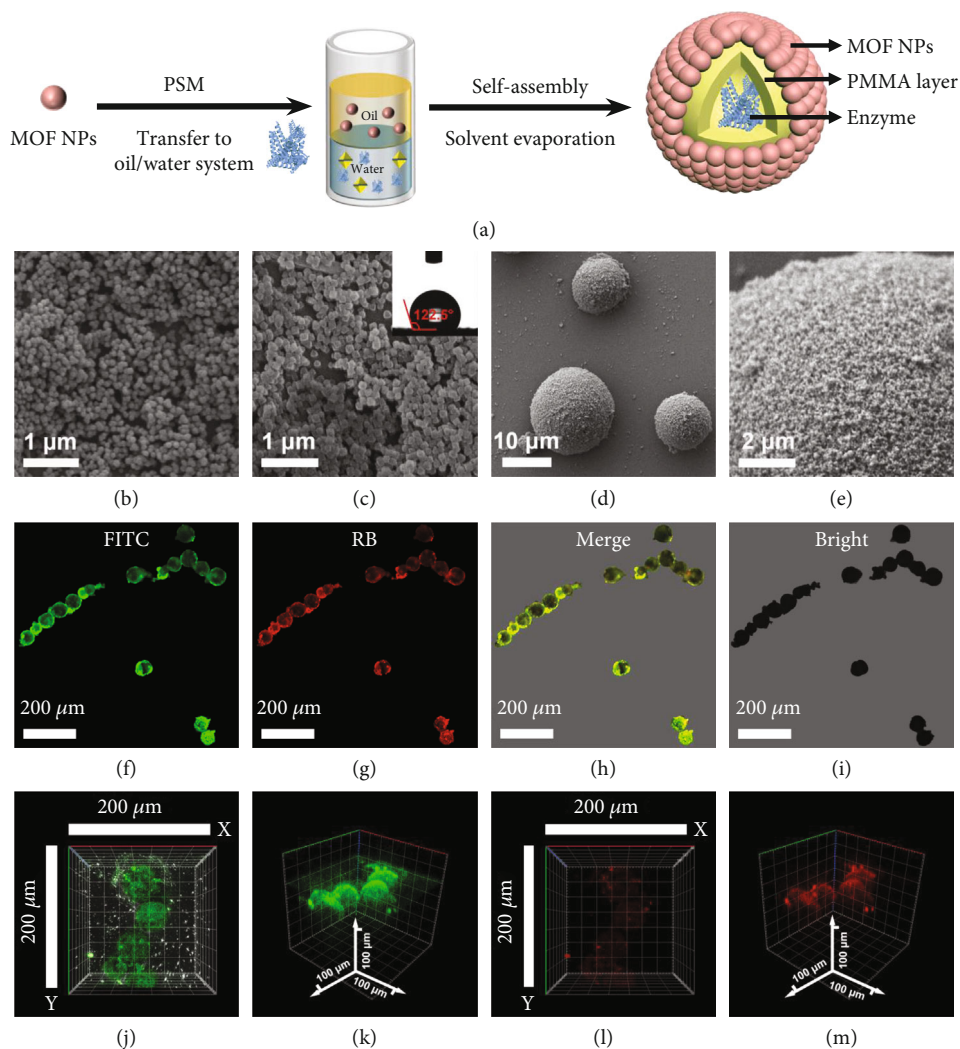 MOF NPs
PSM
Transfer to
oil/water system
Oil
Water
Self-assembly
Solvent evaporation
MOF NPs
PMMA layer
Enzyme
(a)
122.5°
1 μm
1 μm
10 μm
2 μm
(b)
(c)
(d)
(e)
FITC
RB
Merge
Bright
200 μm
200 μm
200 μm
200 μm
(f)
(g)
(h)
(i)
200 μm
X
200 μm
Y
100 μm
100 μm
100 μm
200 μm
X
200 μm
Y
100 μm
100 μm
100 μm
(j)
(k)
(l)
(m)